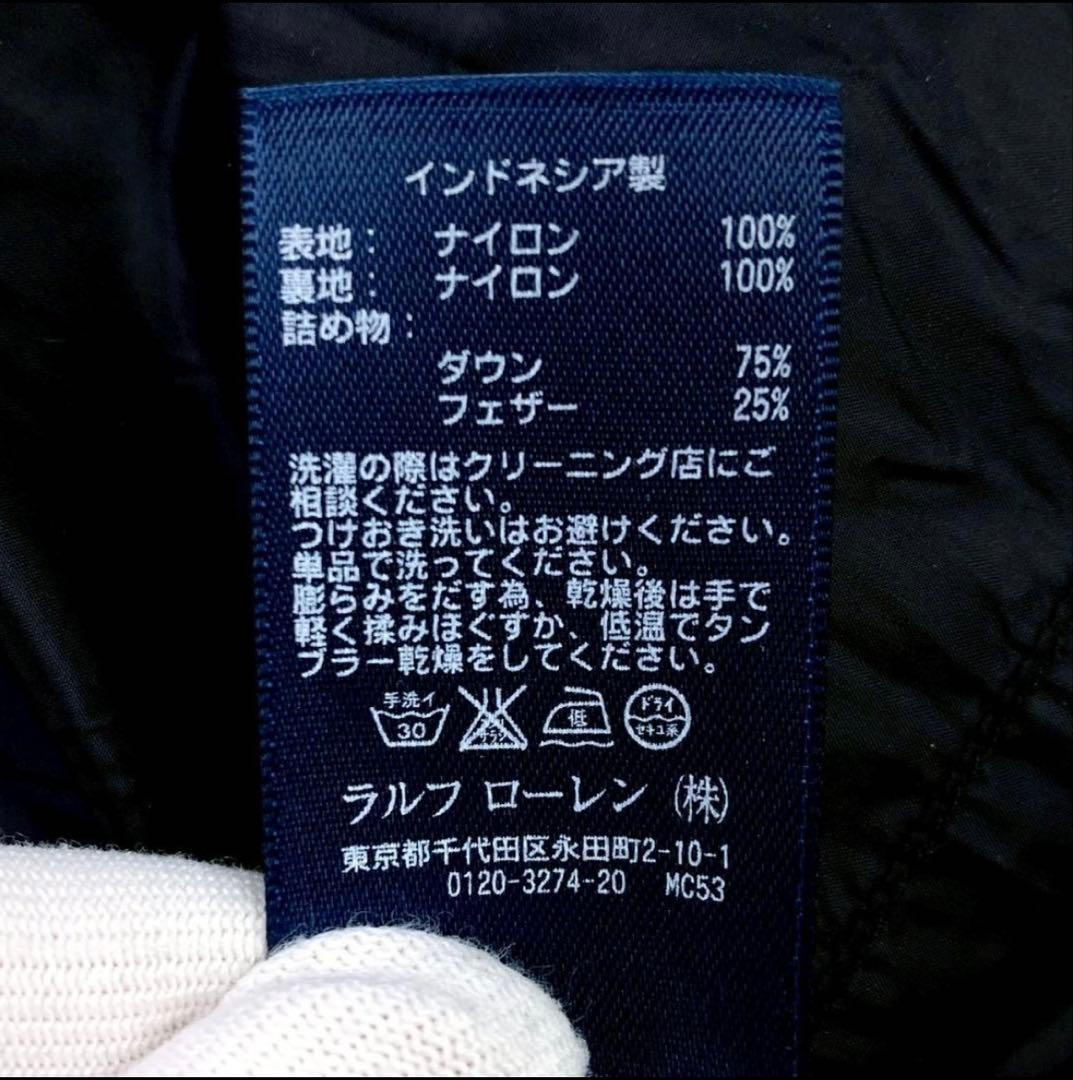 インドネシア製
表地： ナイロン 100%
裏地： ナイロン 100%
詰め物：
ダウン 75%
フェザー 25%
洗濯の際はクリーニング店にご
相談ください。
つけおき洗いはお避けください。
単品で洗ってください。
膨らみをだす為、乾燥後は手で
軽く揉みほぐすか、低温でタン
ブラー乾燥をしてください。
手洗イ 30 サラシ 低 ドライ セキユ系
ラルフ ローレン (株)
東京都千代田区永田町2-10-1
0120-3274-20 MC53